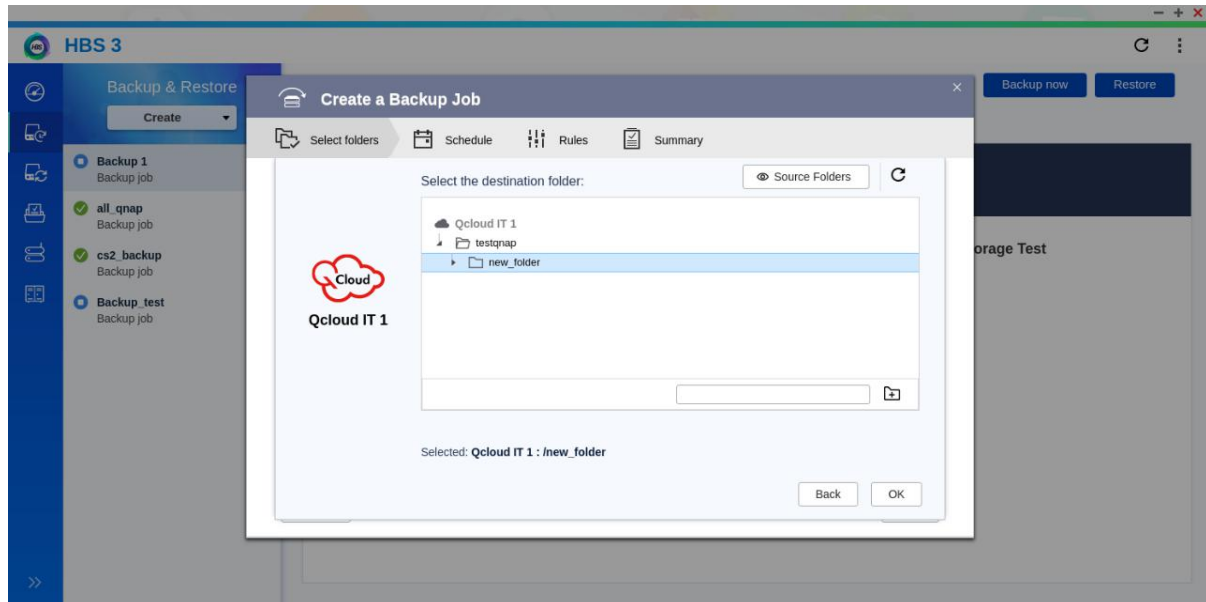 HBS
HBS 3
Backup & Restore
Create
Backup now
Restore
Backup 1
Backup job
all_qnap
Backup job
cs2_backup
Backup job
Backup_test
Backup job
Create a Backup Job
Select folders
Schedule
Rules
Summary
Select the destination folder:
Source Folders
Qcloud IT 1
testqnap
new_folder
QCloud
Qcloud IT 1
Selected: Qcloud IT 1 : /new_folder
Back
OK
orage Test